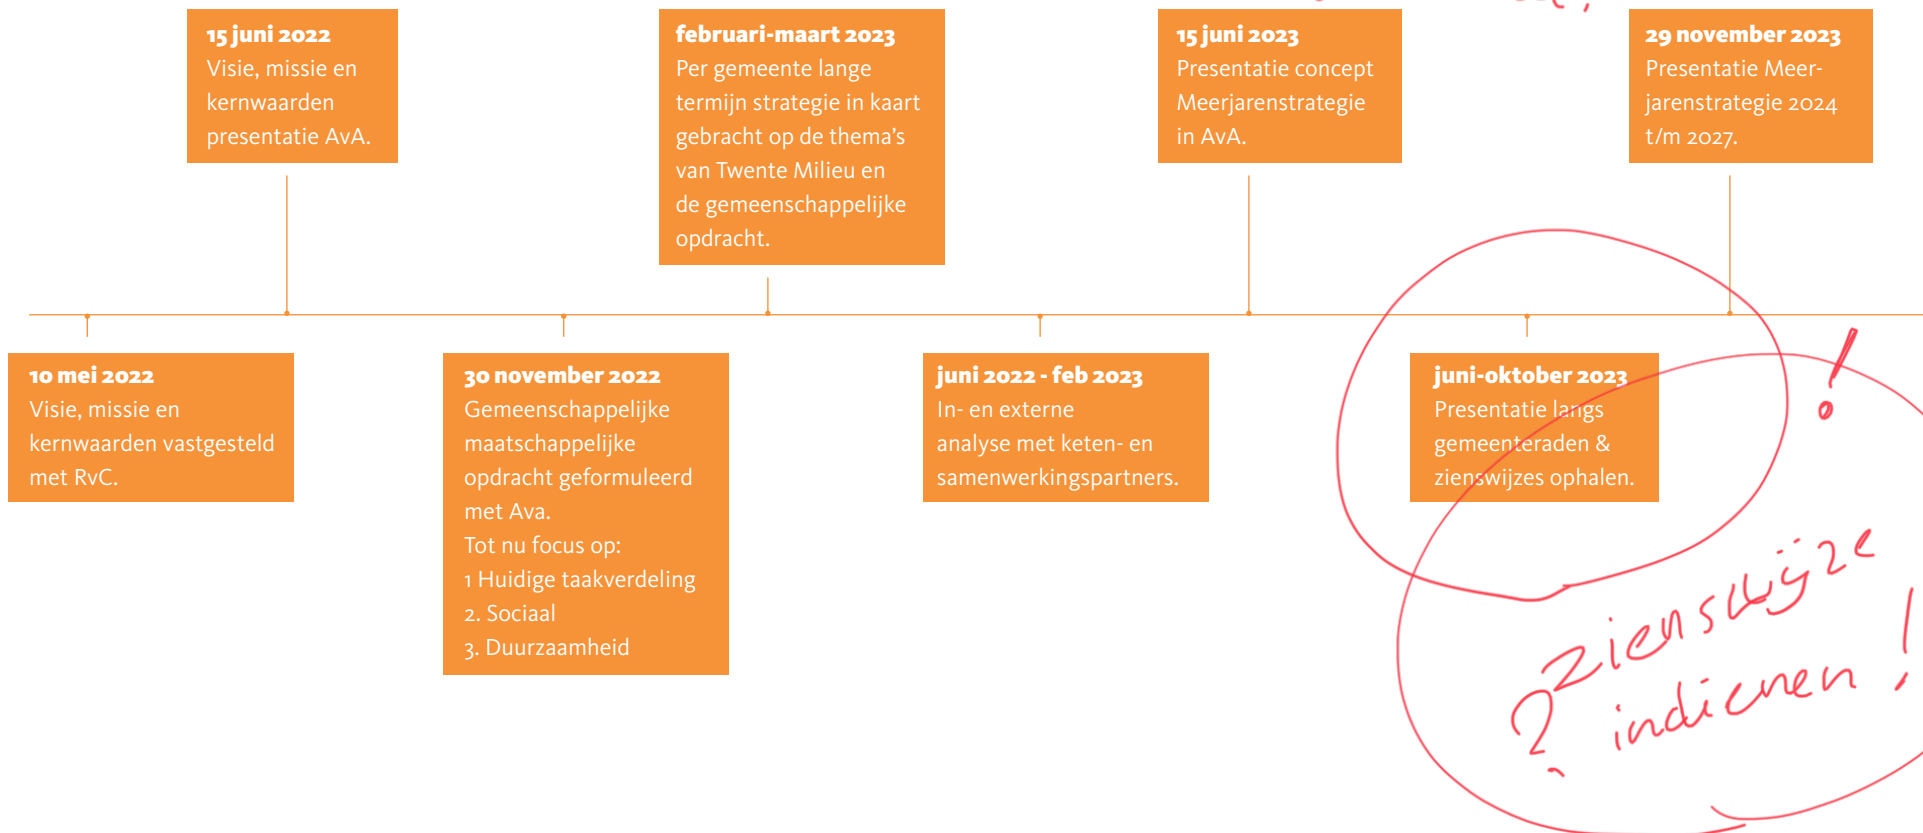 15 juni 2022
Visie, missie en
kernwaarden
presentatie AvA.
februari-maart 2023
Per gemeente lange
termijn strategie in kaart
gebracht op de thema's
van Twente Milieu en
de gemeenschappelijke
opdracht.
15 juni 2023
Presentatie concept
Meerjarenstrategie
in AvA.
29 november 2023
Presentatie Meer-
jarenstrategie 2024
t/m 2027.
10 mei 2022
Visie, missie en
kernwaarden vastgesteld
met RvC.
30 november 2022
Gemeenschappelijke
maatschappelijke
opdracht geformuleerd
met Ava.
Tot nu focus op:
1 Huidige taakverdeling
2. Sociaal
3. Duurzaamheid
juni 2022 - feb 2023
In- en externe
analyse met keten- en
samenwerkingspartners.
juni-oktober 2023
Presentatie langs
gemeenteraden &
zienswijzes ophalen.
!
zienswijze
? indienen!